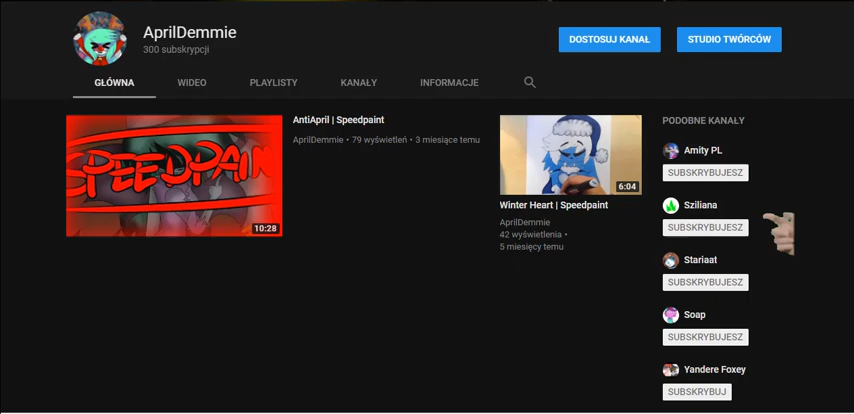 AprilDemmie
300 subskrypcji
DOSTOSUJ KANAŁ
STUDIO TWÓRCÓW
GŁÓWNA
WIDEO
PLAYLISTY
KANAŁY
INFORMACJE
SPEEDPAIN
10:28
AntiApril | Speedpaint
AprilDemmie • 79 wyświetleń • 3 miesiące temu
6:04
Winter Heart | Speedpaint
AprilDemmie
42 wyświetlenia •
5 miesięcy temu
PODOBNE KANAŁY
Amity PL
SUBSKRYBUJESZ
Sziliana
SUBSKRYBUJESZ
Stariaat
SUBSKRYBUJESZ
Soap
SUBSKRYBUJESZ
Yandere Foxey
SUBSKRYBUJ